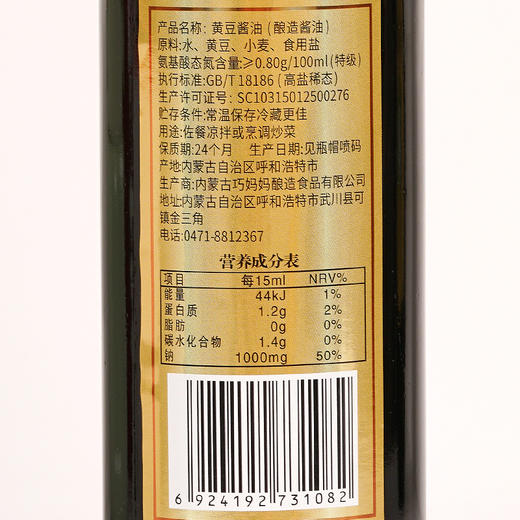 产品名称:黄豆酱油(酿造酱油)
原料:水、黄豆、小麦、食用盐
氨基酸态氮含量:≥0.80g/100ml(特级)
执行标准:GB/T 18186(高盐稀态)
生产许可证号: SC10315012500276
贮存条件:常温保存冷藏更佳
用途:佐餐凉拌或烹调炒菜
保质期:24个月 生产日期:见瓶帽喷码
产地:内蒙古自治区呼和浩特市
生产商:内蒙古巧妈妈酿造食品有限公司
地址:内蒙古自治区呼和浩特市武川县可
镇金三角
电话:0471-8812367
营养成分表
项目 每15ml NRV%
能量 44kJ 1%
蛋白质 1.2g 2%
脂肪 0g 0%
碳水化合物 1.4g 0%
钠 1000mg 50%
6 924192 731082